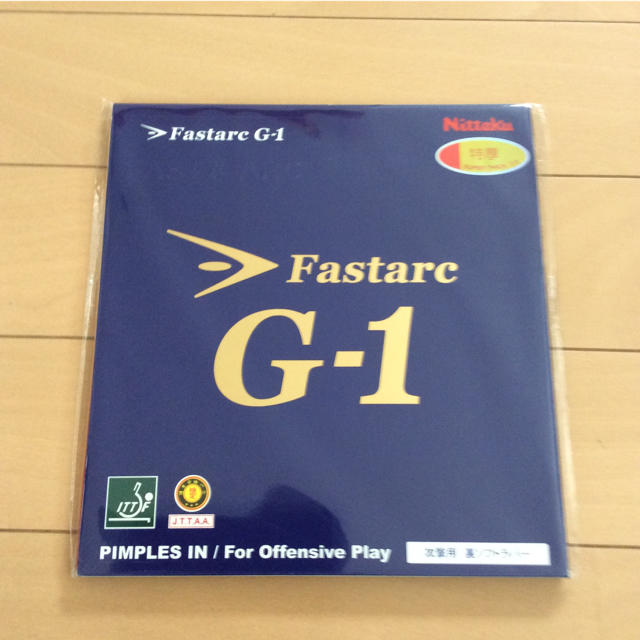 Fastarc G-1
Nittaku
特厚
Fastarc
G-1
ITTF
J.T.T.A.A.
PIMPLES IN / For Offensive Play
攻撃用 裏ソフトラバー